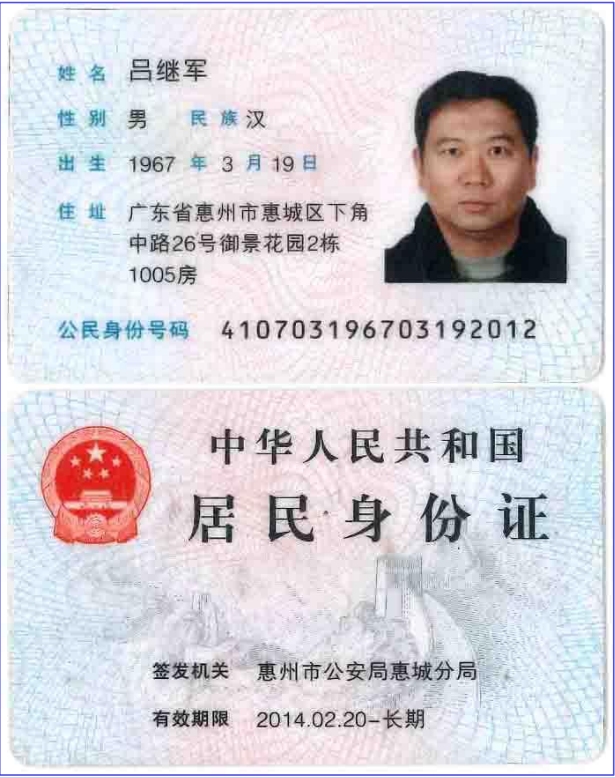 姓名 吕继军
性别 男 民族 汉
出生 1967 年 3 月 19 日
住址 广东省惠州市惠城区下角
中路26号御景花园2栋
1005房
公民身份号码 410703196703192012
中华人民共和国
居民身份证
签发机关 惠州市公安局惠城分局
有效期限 2014.02.20-长期